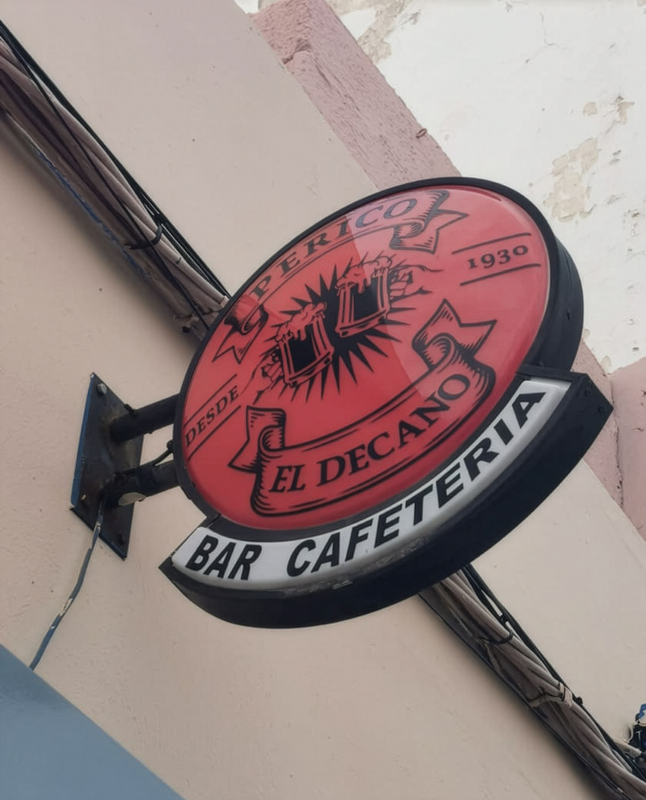 PERICO
DESDE 1930
EL DECANO
BAR CAFETERIA